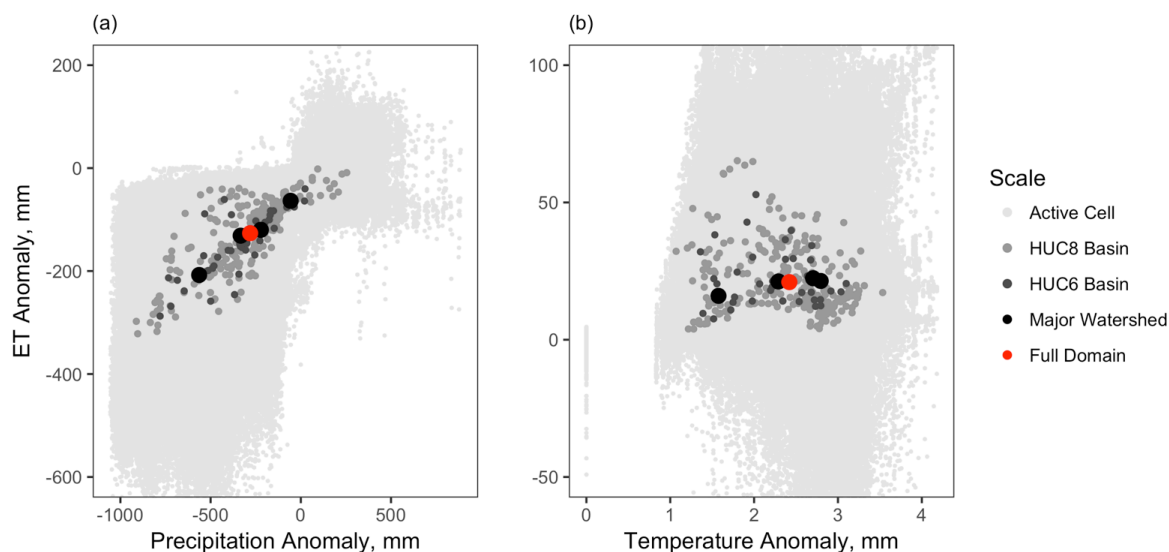 (a)
(b)
200
0
-200
-400
-600
ET Anomaly, mm
-1000
-500
0
500
Precipitation Anomaly, mm
100
50
0
-50
0
1
2
3
4
Temperature Anomaly, mm
Scale
Active Cell
HUC8 Basin
HUC6 Basin
Major Watershed
Full Domain